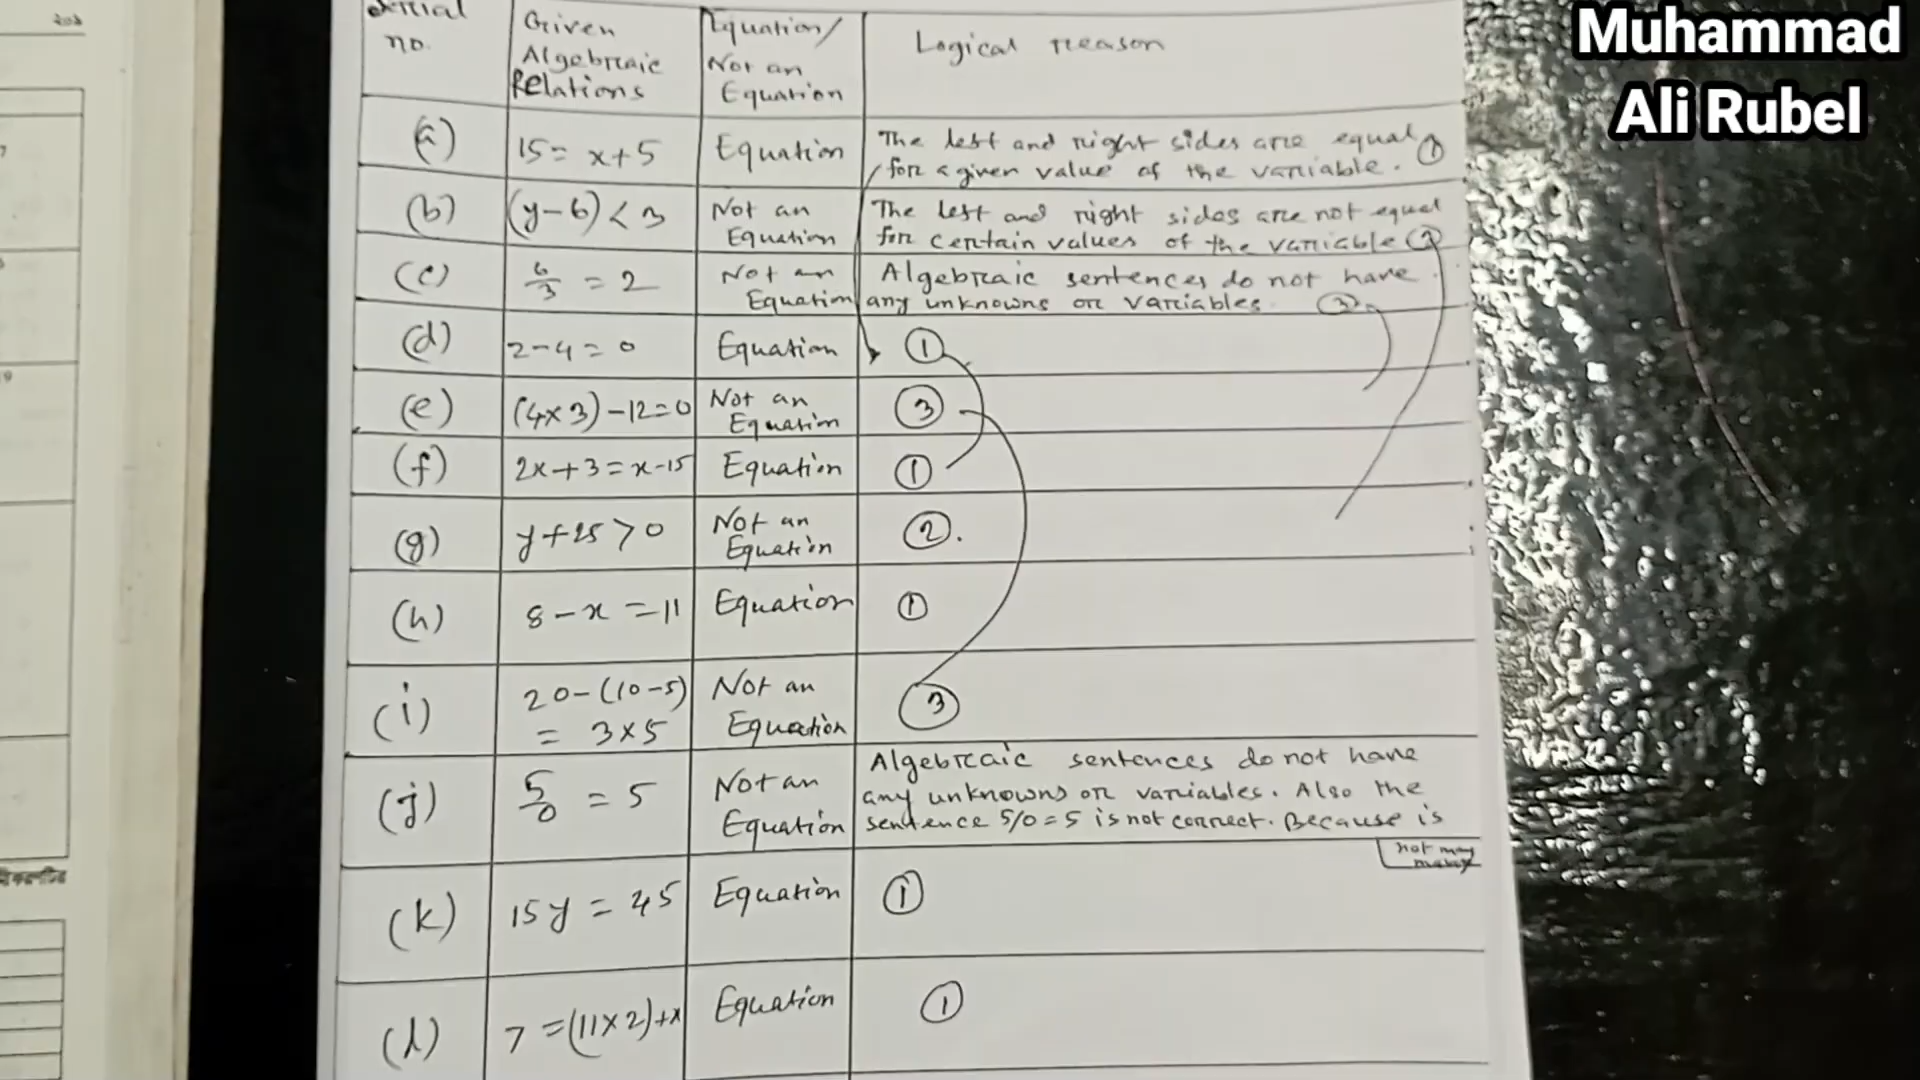 Muhammad
Ali Rubel
২০৯
Serial
no.
Given
Algebraic
Relations
Equation/
Not an
Equation
Logical reason
(a)
15 = x+5
Equation
The left and right sides are equal ①
for a given value of the variable.
(b)
(y-6) < 3
Not an
Equation
The left and right sides are not equal
for certain values of the variable ②
(c)
6/3 = 2
Not an
Equation
Algebraic sentences do not have
any unknowns or variables. ③
(d)
2-4 = 0
Equation
①
(e)
(4x3)-12=0
Not an
Equation
③
(f)
2x+3=x-15
Equation
①
(g)
y+25 > 0
Not an
Equation
②.
(h)
8-x = 11
Equation
①
(i)
20-(10-5)
= 3x5
Not an
Equation
③
(j)
5/0 = 5
Not an
Equation
Algebraic sentences do not have
any unknowns or variables. Also the
sentence 5/0=5 is not correct. Because is
not may
(k)
15y = 45
Equation
①
(l)
7 =(11x2)+x
Equation
①